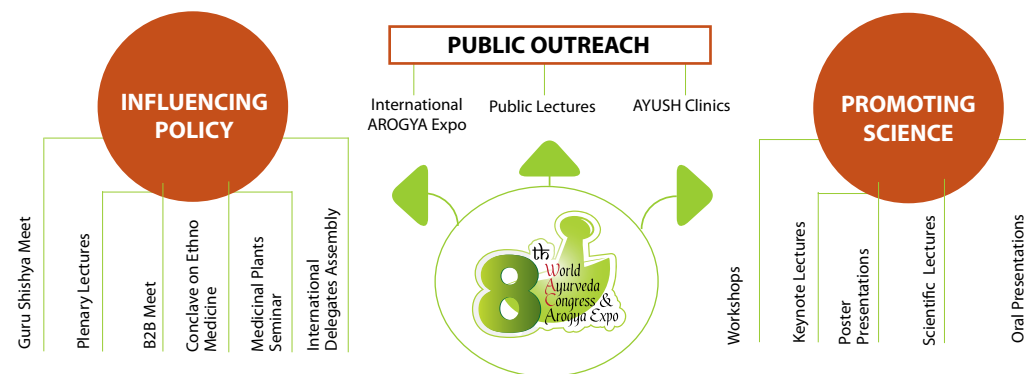 INFLUENCING
POLICY
Guru Shishya Meet
Plenary Lectures
B2B Meet
Conclave on Ethno
Medicine
Medicinal Plants
Seminar
International
Delegates Assembly
PUBLIC OUTREACH
International
AROGYA Expo
Public Lectures
AYUSH Clinics
8th
World
Ayurveda
Congress &
Arogya Expo
PROMOTING
SCIENCE
Workshops
Keynote Lectures
Poster
Presentations
Scientific Lectures
Oral Presentations